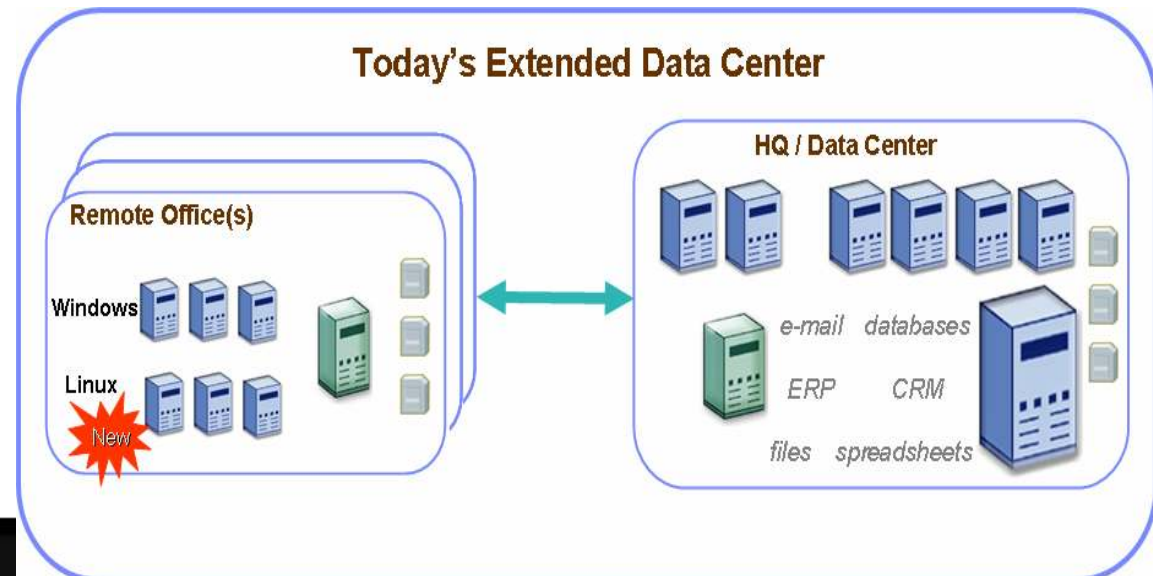 Today's Extended Data Center
Remote Office(s)
Windows
Linux
New
HQ / Data Center
e-mail databases
ERP CRM
files spreadsheets